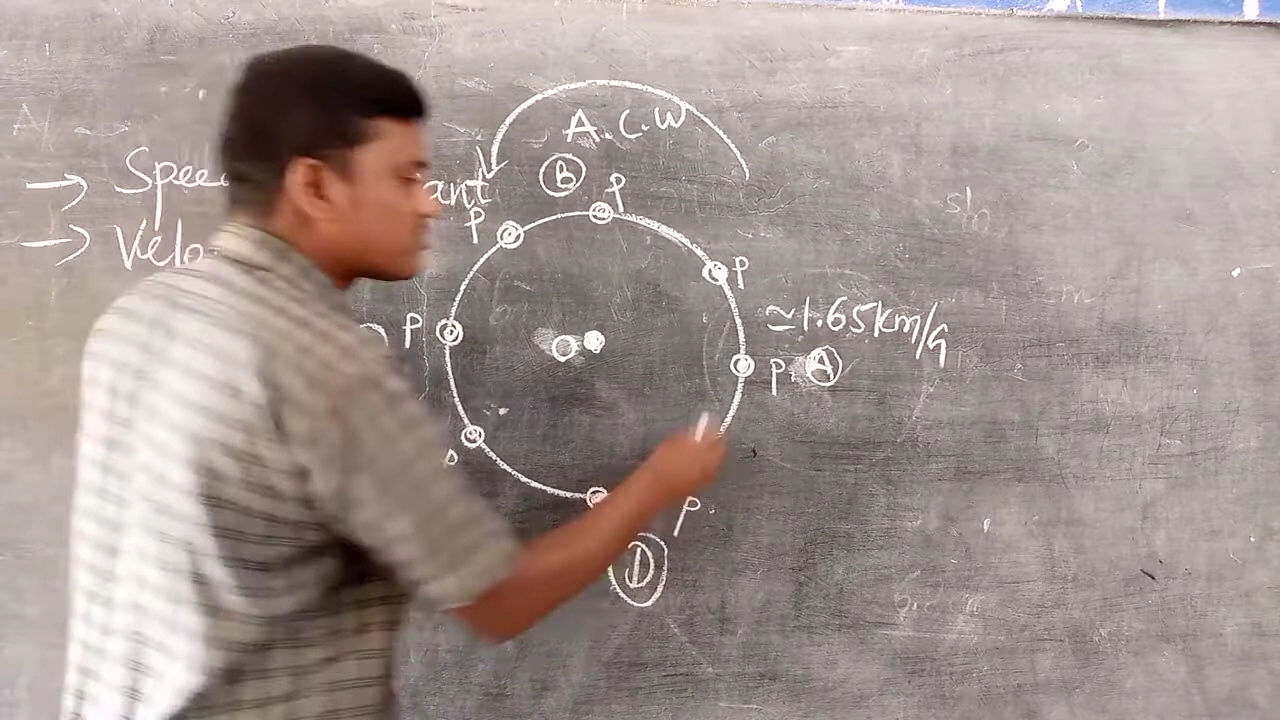 A.C.W
B
→ Spee ant
→ Velo
P
P
P
P
≃1.65km/
P A
P
D